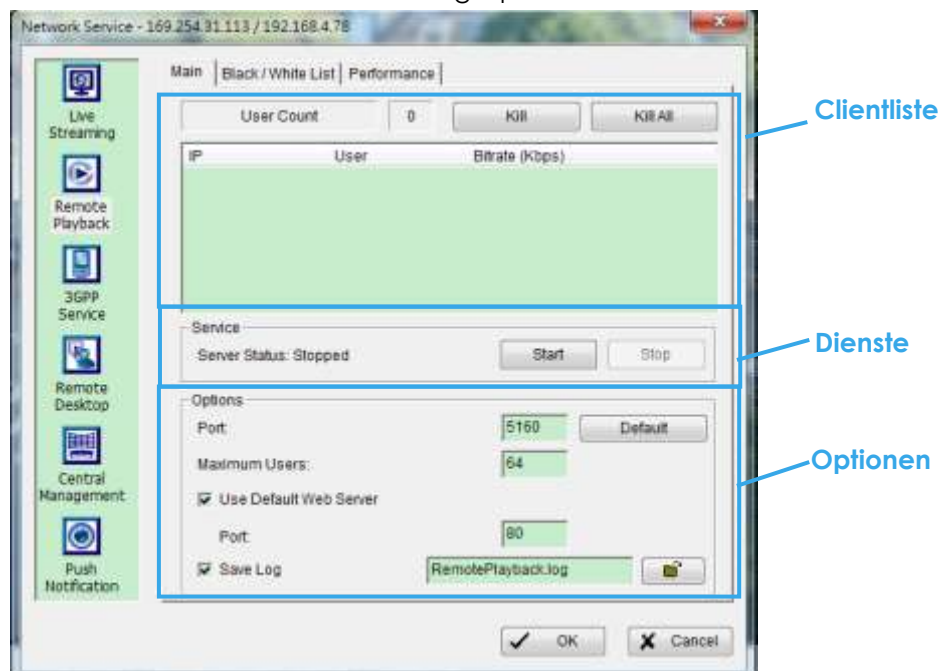 Network Service - 169.254.31.113 / 192.168.4.78
Main Black / White List Performance
Live Streaming
Remote Playback
3GPP Service
Remote Desktop
Central Management
Push Notification
User Count 0 Kill Kill All
IP User Bitrate (Kbps)
Service
Server Status: Stopped Start Stop
Options
Port: 5160 Default
Maximum Users: 64
Use Default Web Server
Port: 80
Save Log RemotePlayback.log
OK Cancel
Clientliste
Dienste
Optionen